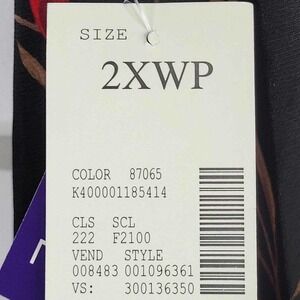 SIZE
2XWP
COLOR 87065
K400001185414
CLS SCL
222 F2100
VEND STYLE
008483 001096361
VS: 300136350